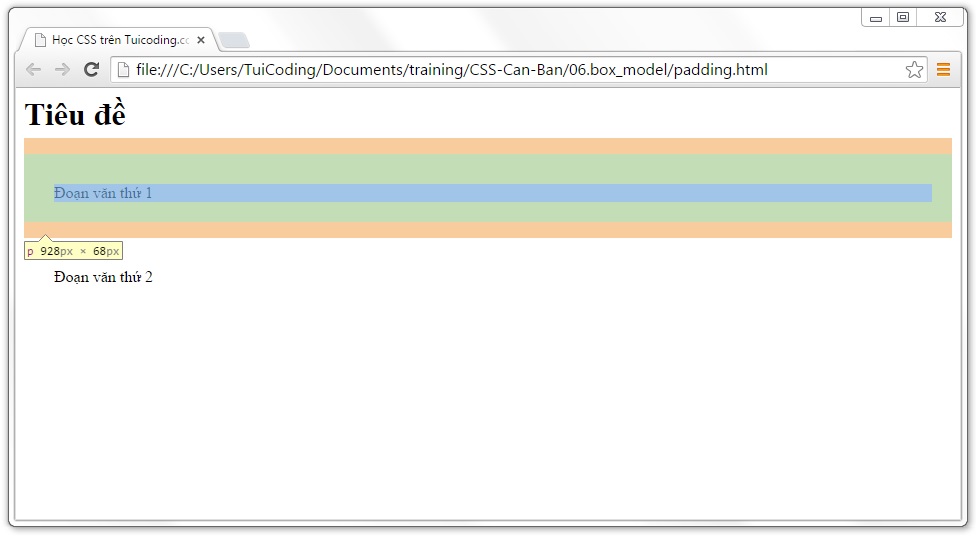 Học CSS trên Tuicoding.cc
file:///C:/Users/TuiCoding/Documents/training/CSS-Can-Ban/06.box_model/padding.html
Tiêu đề
Đoạn văn thứ 1
p 928px × 68px
Đoạn văn thứ 2